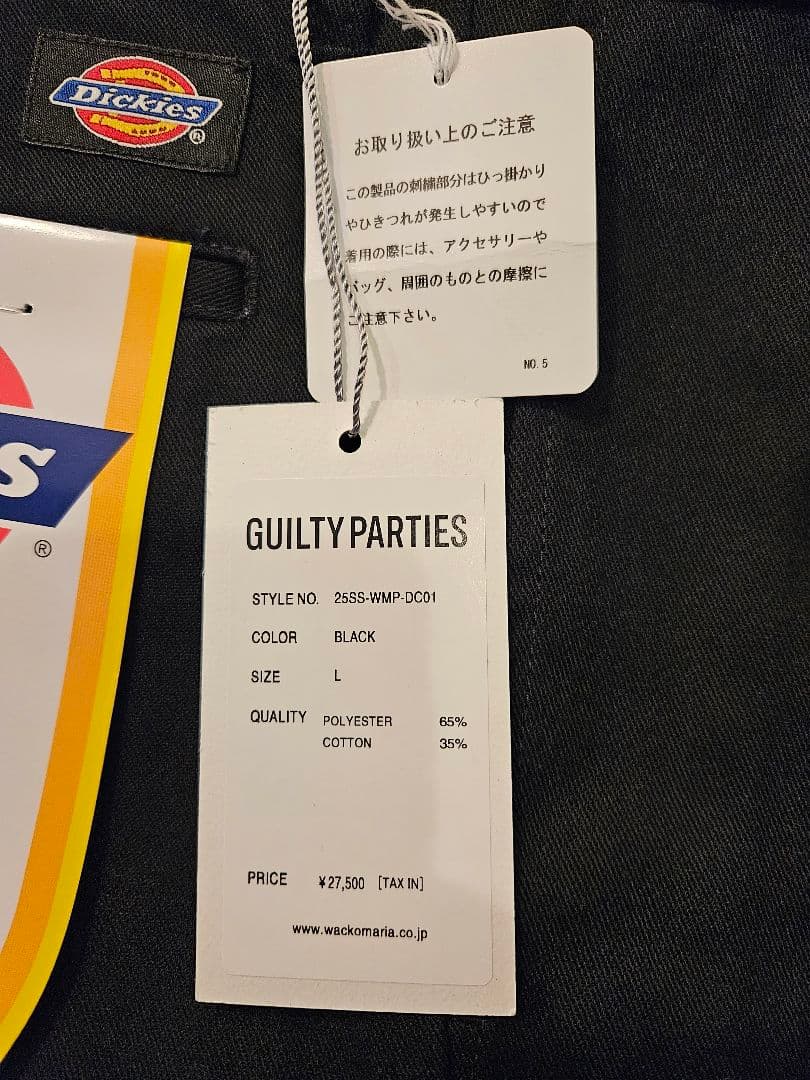 Dickies®
お取り扱い上のご注意
この製品の刺繍部分はひっ掛かり
やひきつれが発生しやすいので
着用の際には、アクセサリーや
バッグ、周囲のものとの摩擦に
ご注意下さい。
NO.5
S
®
GUILTY PARTIES
STYLE NO. 25SS-WMP-DC01
COLOR BLACK
SIZE L
QUALITY POLYESTER 65%
COTTON 35%
PRICE ¥27,500 [TAX IN]
www.wackomaria.co.jp